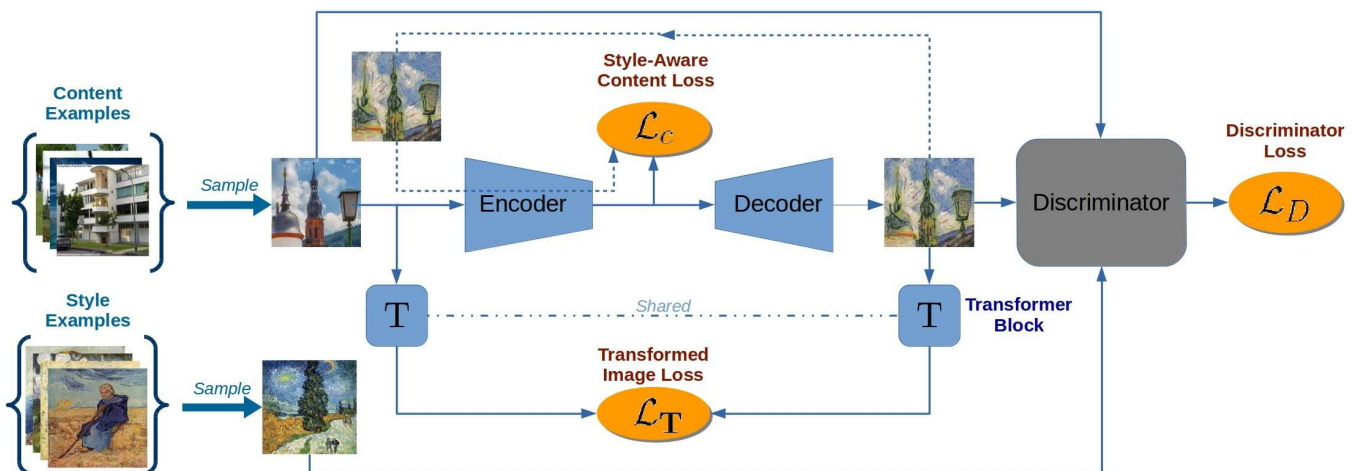 Content
Examples
Sample
Style-Aware
Content Loss
ℒc
Encoder
Decoder
Discriminator
Discriminator
Loss
ℒD
Style
Examples
Sample
T
Shared
T
Transformer
Block
Transformed
Image Loss
ℒT